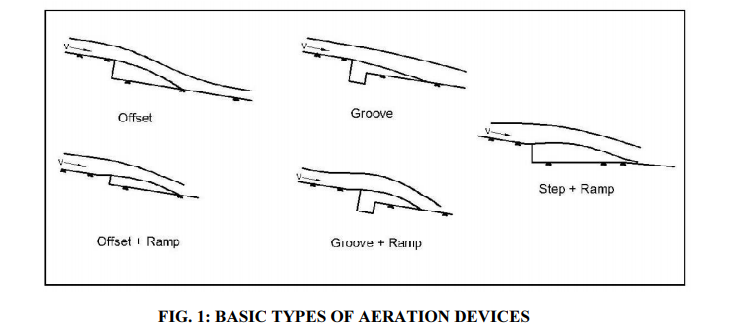 V
Offset
V
Groove
V
Step + Ramp
V
Offset + Ramp
V
Groove + Ramp
FIG. 1: BASIC TYPES OF AERATION DEVICES